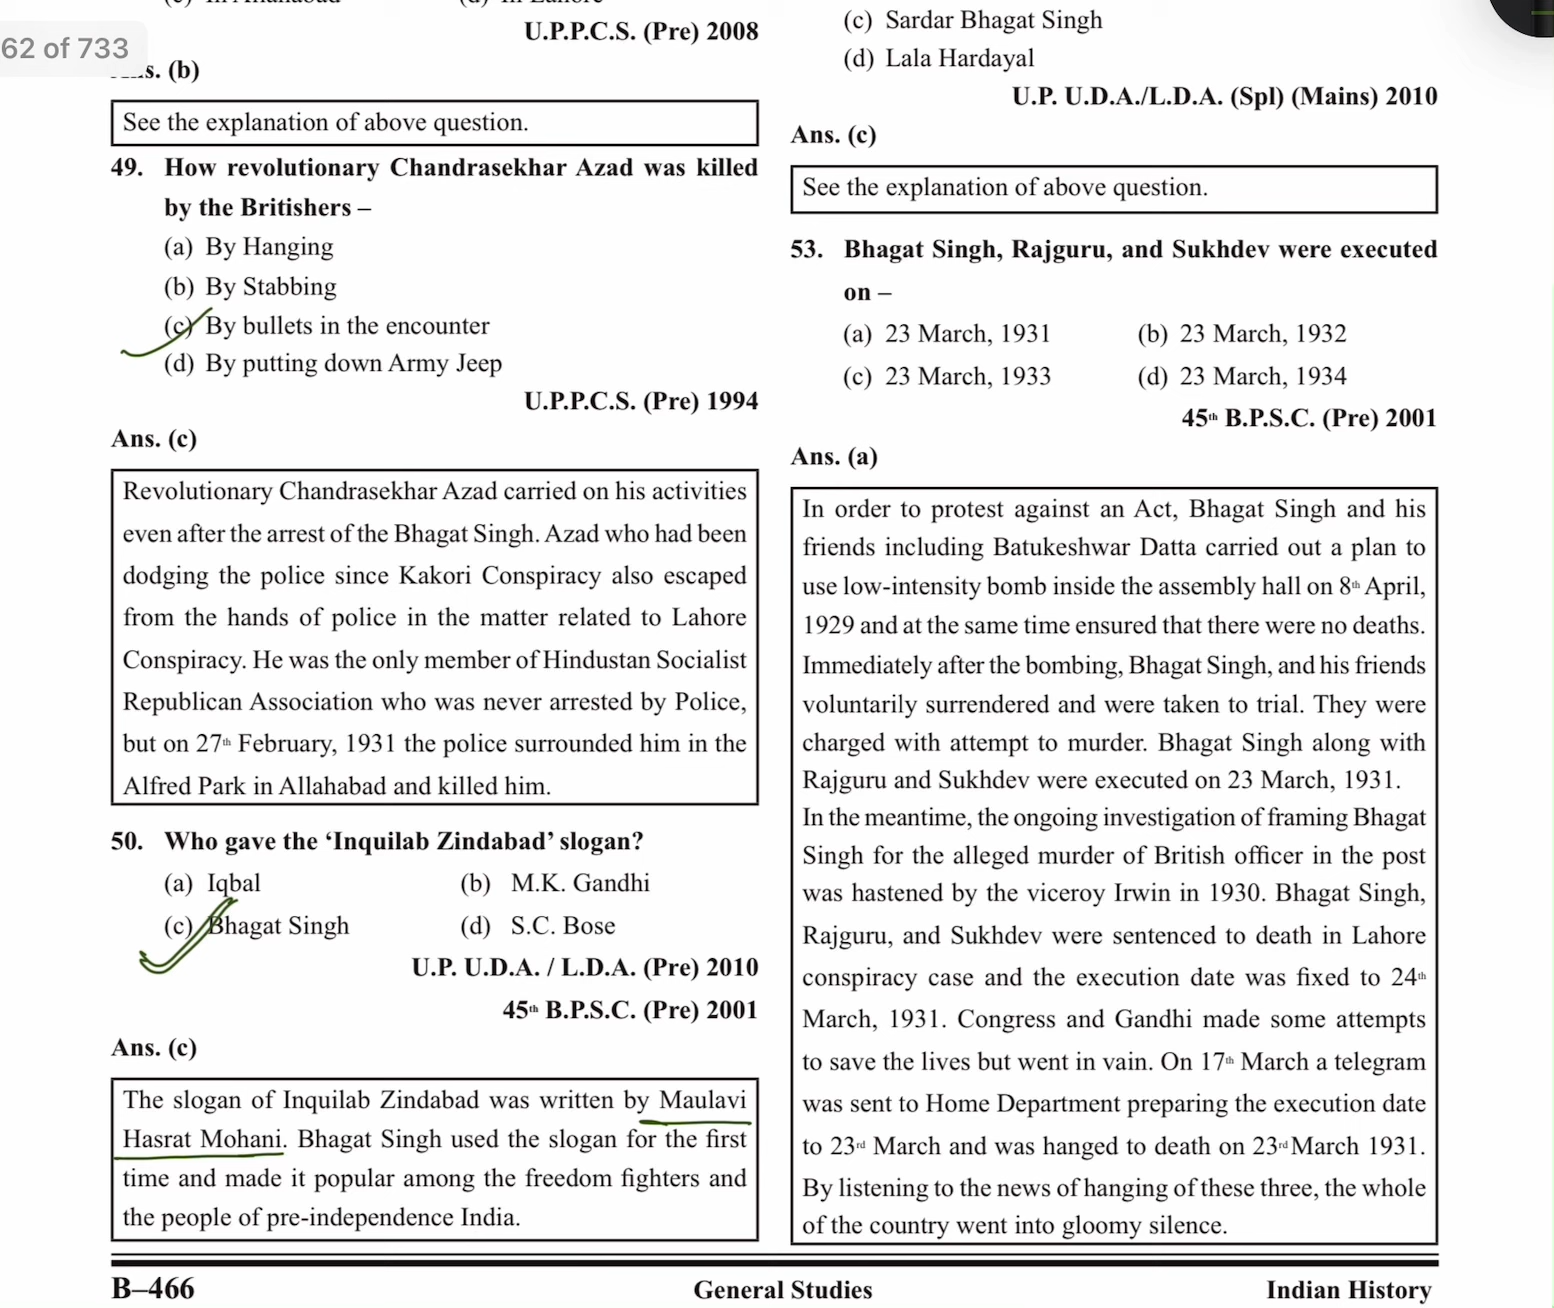 62 of 733
U.P.P.C.S. (Pre) 2008
s. (b)
See the explanation of above question.
49. How revolutionary Chandrasekhar Azad was killed
by the Britishers –
(a) By Hanging
(b) By Stabbing
(c) By bullets in the encounter
(d) By putting down Army Jeep
U.P.P.C.S. (Pre) 1994
Ans. (c)
Revolutionary Chandrasekhar Azad carried on his activities
even after the arrest of the Bhagat Singh. Azad who had been
dodging the police since Kakori Conspiracy also escaped
from the hands of police in the matter related to Lahore
Conspiracy. He was the only member of Hindustan Socialist
Republican Association who was never arrested by Police,
but on 27th February, 1931 the police surrounded him in the
Alfred Park in Allahabad and killed him.
50. Who gave the ‘Inquilab Zindabad’ slogan?
(a) Iqbal (b) M.K. Gandhi
(c) Bhagat Singh (d) S.C. Bose
U.P. U.D.A. / L.D.A. (Pre) 2010
45th B.P.S.C. (Pre) 2001
Ans. (c)
The slogan of Inquilab Zindabad was written by Maulavi
Hasrat Mohani. Bhagat Singh used the slogan for the first
time and made it popular among the freedom fighters and
the people of pre-independence India.
(c) Sardar Bhagat Singh
(d) Lala Hardayal
U.P. U.D.A./L.D.A. (Spl) (Mains) 2010
Ans. (c)
See the explanation of above question.
53. Bhagat Singh, Rajguru, and Sukhdev were executed
on –
(a) 23 March, 1931 (b) 23 March, 1932
(c) 23 March, 1933 (d) 23 March, 1934
45th B.P.S.C. (Pre) 2001
Ans. (a)
In order to protest against an Act, Bhagat Singh and his
friends including Batukeshwar Datta carried out a plan to
use low-intensity bomb inside the assembly hall on 8th April,
1929 and at the same time ensured that there were no deaths.
Immediately after the bombing, Bhagat Singh, and his friends
voluntarily surrendered and were taken to trial. They were
charged with attempt to murder. Bhagat Singh along with
Rajguru and Sukhdev were executed on 23 March, 1931.
In the meantime, the ongoing investigation of framing Bhagat
Singh for the alleged murder of British officer in the post
was hastened by the viceroy Irwin in 1930. Bhagat Singh,
Rajguru, and Sukhdev were sentenced to death in Lahore
conspiracy case and the execution date was fixed to 24th
March, 1931. Congress and Gandhi made some attempts
to save the lives but went in vain. On 17th March a telegram
was sent to Home Department preparing the execution date
to 23rd March and was hanged to death on 23rd March 1931.
By listening to the news of hanging of these three, the whole
of the country went into gloomy silence.
B–466 General Studies Indian History